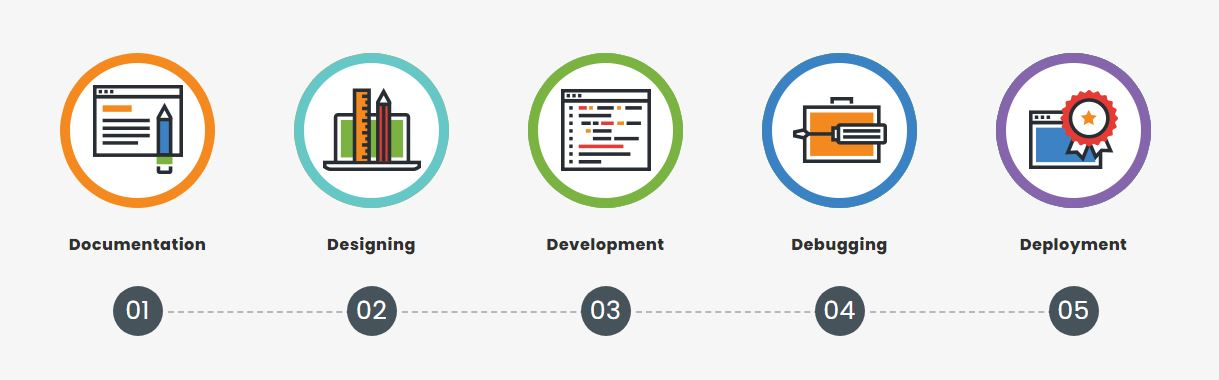 Documentation
Designing
Development
Debugging
Deployment
01
02
03
04
05